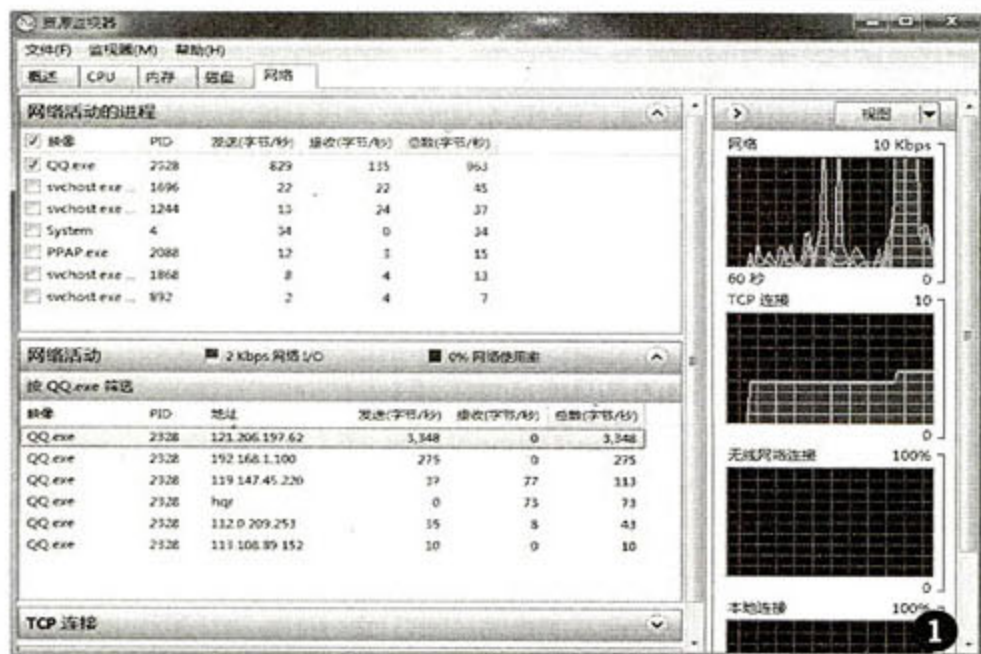 资源监视器
文件(F) 监视器(M) 帮助(H)
概述 CPU 内存 磁盘 网络
网络活动的进程
映像 PID 发送(字节/秒) 接收(字节/秒) 总数(字节/秒)
QQ.exe 2328 829 135 963
svchost.exe... 1696 22 22 45
svchost.exe... 1244 13 24 37
System 4 34 0 34
PPAP.exe 2088 12 3 15
svchost.exe... 1868 8 4 13
svchost.exe... 892 2 4 7
网络活动 2 Kbps 网络 I/O 0% 网络使用率
按 QQ.exe 筛选
映像 PID 地址 发送(字节/秒) 接收(字节/秒) 总数(字节/秒)
QQ.exe 2328 121.206.197.62 3,348 0 3,348
QQ.exe 2328 192.168.1.100 275 0 275
QQ.exe 2328 119.147.45.220 37 77 113
QQ.exe 2328 hqr 0 73 73
QQ.exe 2328 112.0.209.253 35 8 43
QQ.exe 2328 113.108.89.152 10 0 10
TCP 连接
视图
网络 10 Kbps
60 秒 0
TCP 连接 10
0
无线网络连接 100%
0
本地连接 100%
1